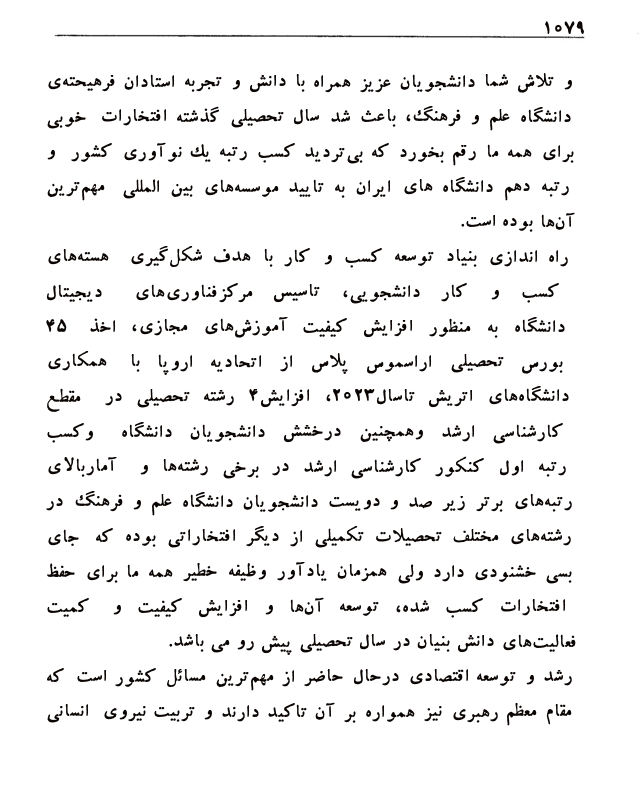 ۱۰۷۹
و تلاش شما دانشجویان عزیز همراه با دانش و تجربه استادان فرهیخته‌ی
دانشگاه علم و فرهنگ، باعث شد سال تحصیلی گذشته افتخارات خوبی
برای همه ما رقم بخورد که بی‌تردید کسب رتبه یك نوآوری کشور و
رتبه دهم دانشگاه های ایران به تایید موسسه‌های بین المللی مهم‌ترین
آن‌ها بوده است.
راه اندازی بنیاد توسعه کسب و کار با هدف شکل‌گیری هسته‌های
کسب و کار دانشجویی، تاسیس مرکزفناوری‌های دیجیتال
دانشگاه به منظور افزایش کیفیت آموزش‌های مجازی، اخذ ۴۵
بورس تحصیلی اراسموس پلاس از اتحادیه اروپا با همکاری
دانشگاه‌های اتریش تاسال۲۰۲۳، افزایش۴ رشته تحصیلی در مقطع
کارشناسی ارشد وهمچنین درخشش دانشجویان دانشگاه وکسب
رتبه اول کنکور کارشناسی ارشد در برخی رشته‌ها و آماربالای
رتبه‌های برتر زیر صد و دویست دانشجویان دانشگاه علم و فرهنگ در
رشته‌های مختلف تحصیلات تکمیلی از دیگر افتخاراتی بوده که جای
بسی خشنودی دارد ولی همزمان یادآور وظیفه خطیر همه ما برای حفظ
افتخارات کسب شده، توسعه آن‌ها و افزایش کیفیت و کمیت
فعالیت‌های دانش بنیان در سال تحصیلی پیش رو می باشد.
رشد و توسعه اقتصادی درحال حاضر از مهم‌ترین مسائل کشور است که
مقام معظم رهبری نیز همواره بر آن تاکید دارند و تربیت نیروی انسانی